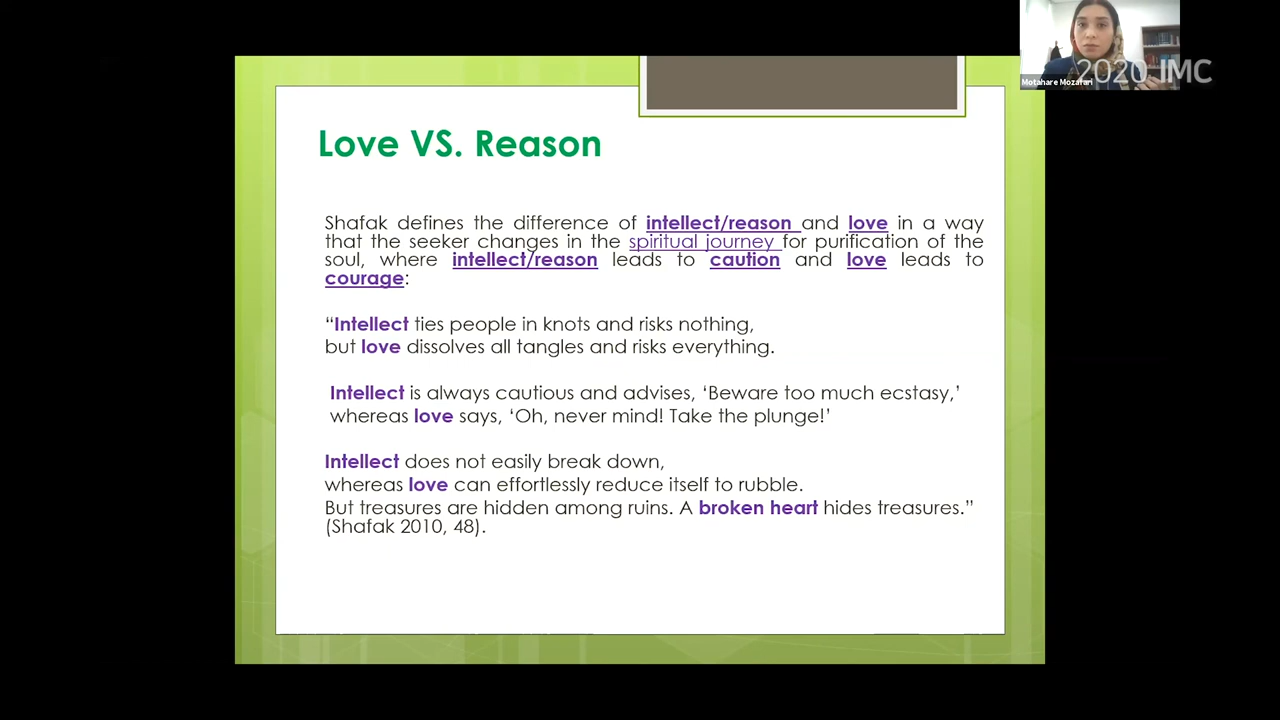 2020 IMC
Motahare Mozafari
Love VS. Reason
Shafak defines the difference of intellect/reason and love in a way
that the seeker changes in the spiritual journey for purification of the
soul, where intellect/reason leads to caution and love leads to
courage:
“Intellect ties people in knots and risks nothing,
but love dissolves all tangles and risks everything.
Intellect is always cautious and advises, ‘Beware too much ecstasy,’
whereas love says, ‘Oh, never mind! Take the plunge!’
Intellect does not easily break down,
whereas love can effortlessly reduce itself to rubble.
But treasures are hidden among ruins. A broken heart hides treasures.”
(Shafak 2010, 48).